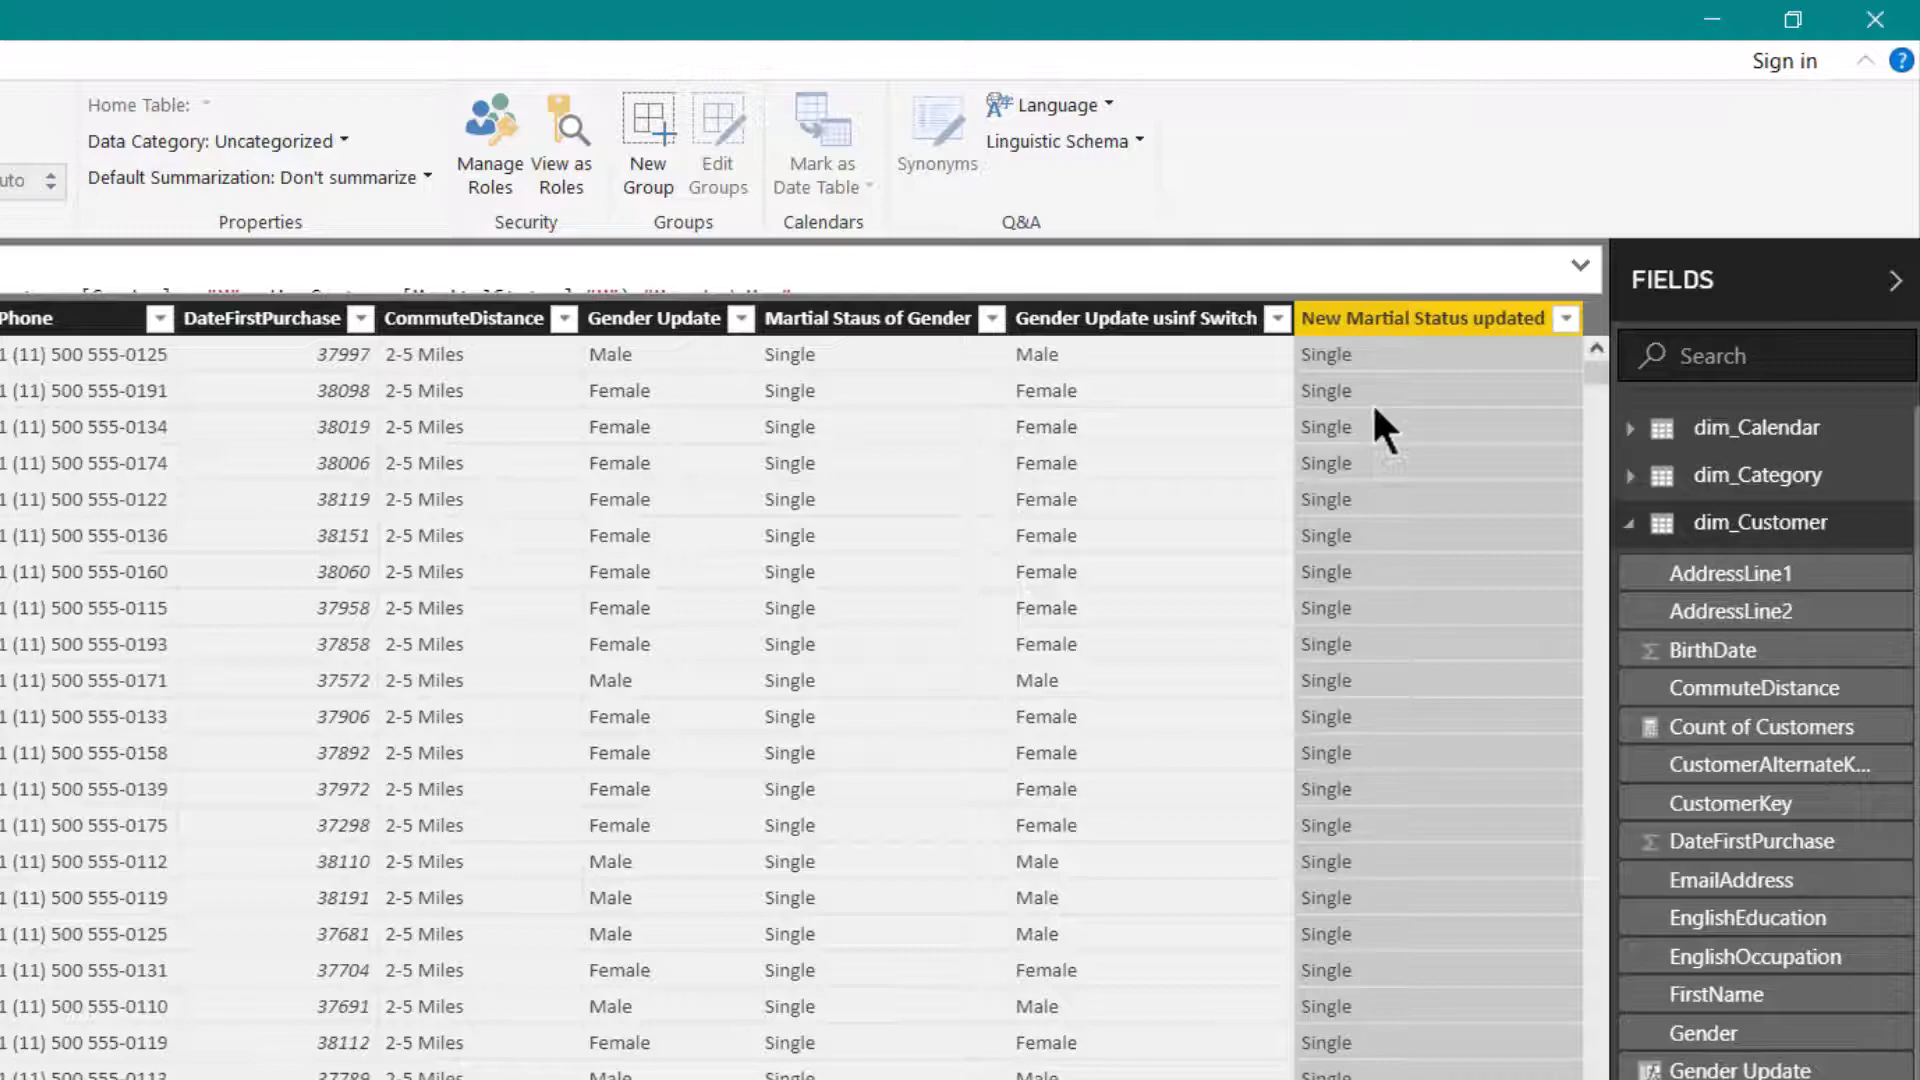 Sign in
Home Table:
Data Category: Uncategorized
Default Summarization: Don't summarize
Properties
Manage Roles
View as Roles
Security
New Group
Edit Groups
Groups
Mark as Date Table
Calendars
Synonyms
Language
Linguistic Schema
Q&A
Phone DateFirstPurchase CommuteDistance Gender Update Martial Staus of Gender Gender Update usinf Switch New Martial Status updated
1 (11) 500 555-0125 37997 2-5 Miles Male Single Male Single
1 (11) 500 555-0191 38098 2-5 Miles Female Single Female Single
1 (11) 500 555-0134 38019 2-5 Miles Female Single Female Single
1 (11) 500 555-0174 38006 2-5 Miles Female Single Female Single
1 (11) 500 555-0122 38119 2-5 Miles Female Single Female Single
1 (11) 500 555-0136 38151 2-5 Miles Female Single Female Single
1 (11) 500 555-0160 38060 2-5 Miles Female Single Female Single
1 (11) 500 555-0115 37958 2-5 Miles Female Single Female Single
1 (11) 500 555-0193 37858 2-5 Miles Female Single Female Single
1 (11) 500 555-0171 37572 2-5 Miles Male Single Male Single
1 (11) 500 555-0133 37906 2-5 Miles Female Single Female Single
1 (11) 500 555-0158 37892 2-5 Miles Female Single Female Single
1 (11) 500 555-0139 37972 2-5 Miles Female Single Female Single
1 (11) 500 555-0175 37298 2-5 Miles Female Single Female Single
1 (11) 500 555-0112 38110 2-5 Miles Male Single Male Single
1 (11) 500 555-0119 38191 2-5 Miles Male Single Male Single
1 (11) 500 555-0125 37681 2-5 Miles Male Single Male Single
1 (11) 500 555-0131 37704 2-5 Miles Female Single Female Single
1 (11) 500 555-0110 37691 2-5 Miles Male Single Male Single
1 (11) 500 555-0119 38112 2-5 Miles Female Single Female Single
FIELDS
Search
dim_Calendar
dim_Category
dim_Customer
AddressLine1
AddressLine2
BirthDate
CommuteDistance
Count of Customers
CustomerAlternateK...
CustomerKey
DateFirstPurchase
EmailAddress
EnglishEducation
EnglishOccupation
FirstName
Gender
Gender Update